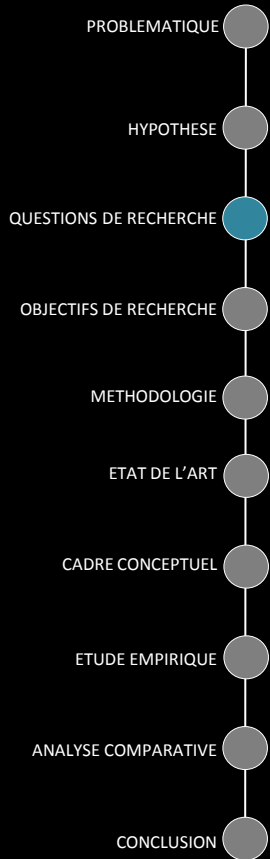 PROBLEMATIQUE
HYPOTHESE
QUESTIONS DE RECHERCHE
OBJECTIFS DE RECHERCHE
METHODOLOGIE
ETAT DE L’ART
CADRE CONCEPTUEL
ETUDE EMPIRIQUE
ANALYSE COMPARATIVE
CONCLUSION